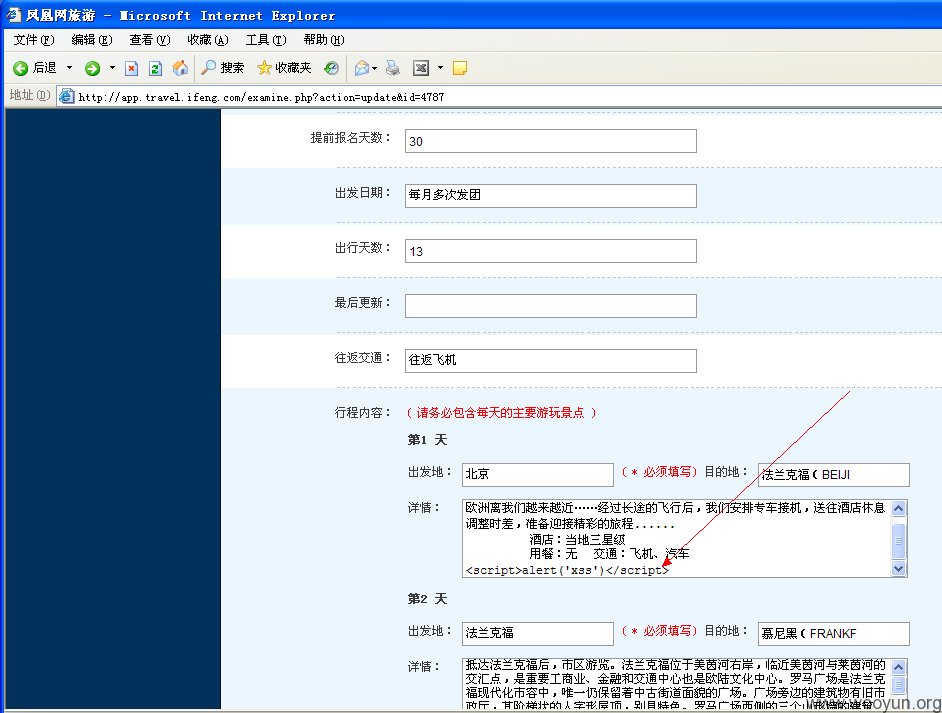 凤凰网旅游 - Microsoft Internet Explorer
文件(F) 编辑(E) 查看(V) 收藏(A) 工具(T) 帮助(H)
后退 搜索 收藏夹
地址(D) http://app.travel.ifeng.com/examine.php?action=update&id=4787
提前报名天数： 30
出发日期： 每月多次发团
出行天数： 13
最后更新：
往返交通： 往返飞机
行程内容： （ 请务必包含每天的主要游玩景点 ）
第1 天
出发地： 北京 （ * 必须填写） 目的地： 法兰克福（ BEIJI
详情： 欧洲离我们越来越近……经过长途的飞行后，我们安排专车接机，送往酒店休息
调整时差，准备迎接精彩的旅程......
酒店：当地三星级
用餐：无 交通：飞机、汽车
<script>alert('xss')</script>
第2 天
出发地： 法兰克福 （ * 必须填写） 目的地： 慕尼黑（ FRANKF
详情： 抵达法兰克福后，市区游览。法兰克福位于美茵河右岸，临近美茵河与莱茵河的
交汇点，是重要工商业、金融和交通中心也是欧陆文化中心。罗马广场是法兰克
福现代化市容中，唯一仍保留着中古街道面貌的广场。广场旁边的建筑物有旧市
政厅，其阶梯状的人字形屋顶，别具特色。罗马广场西侧的三个山形墙的建筑
www.wooyun.org